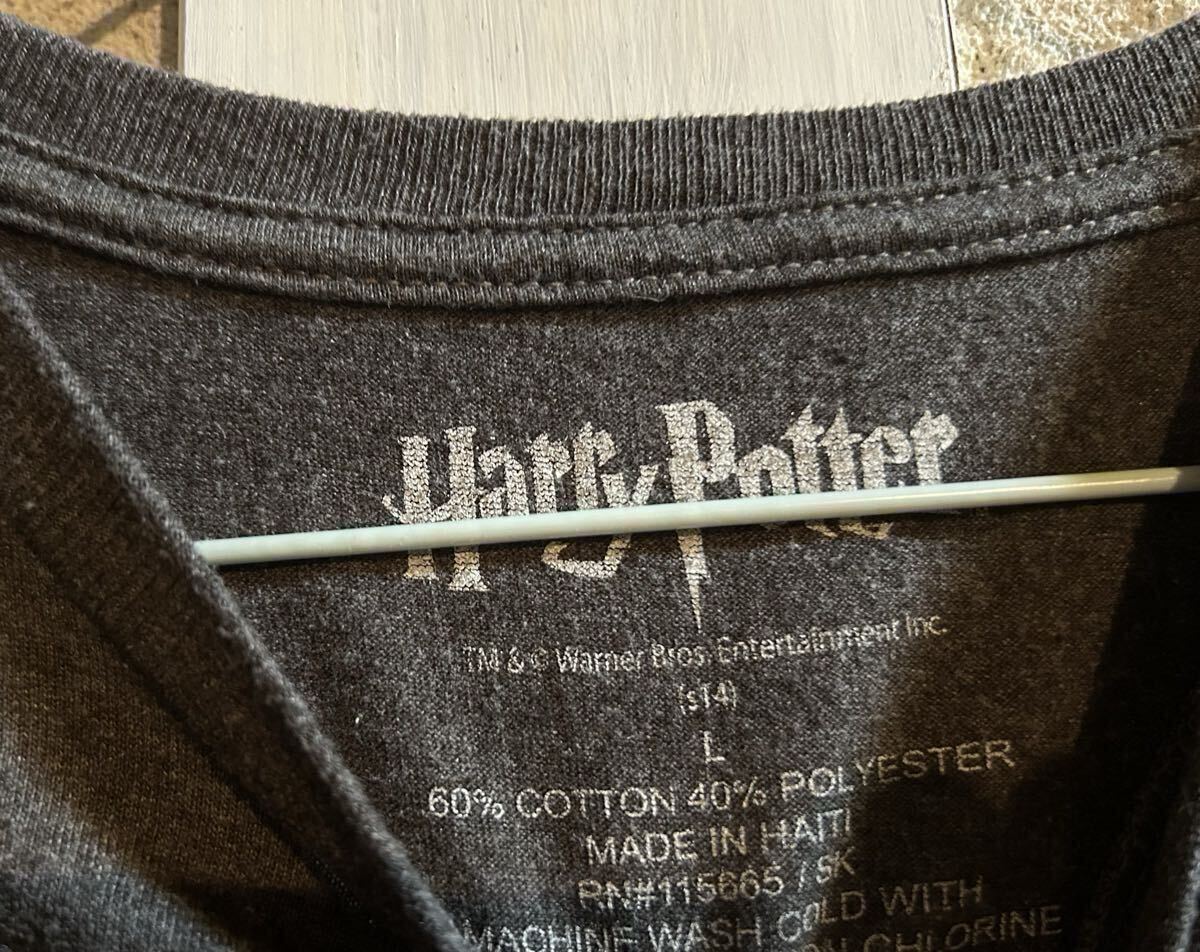 Harry Potter
TM & © Warner Bros. Entertainment Inc.
(s14)
L
60% COTTON 40% POLYESTER
MADE IN HAITI
RN#115665 / SK
MACHINE WASH COLD WITH
CHLORINE